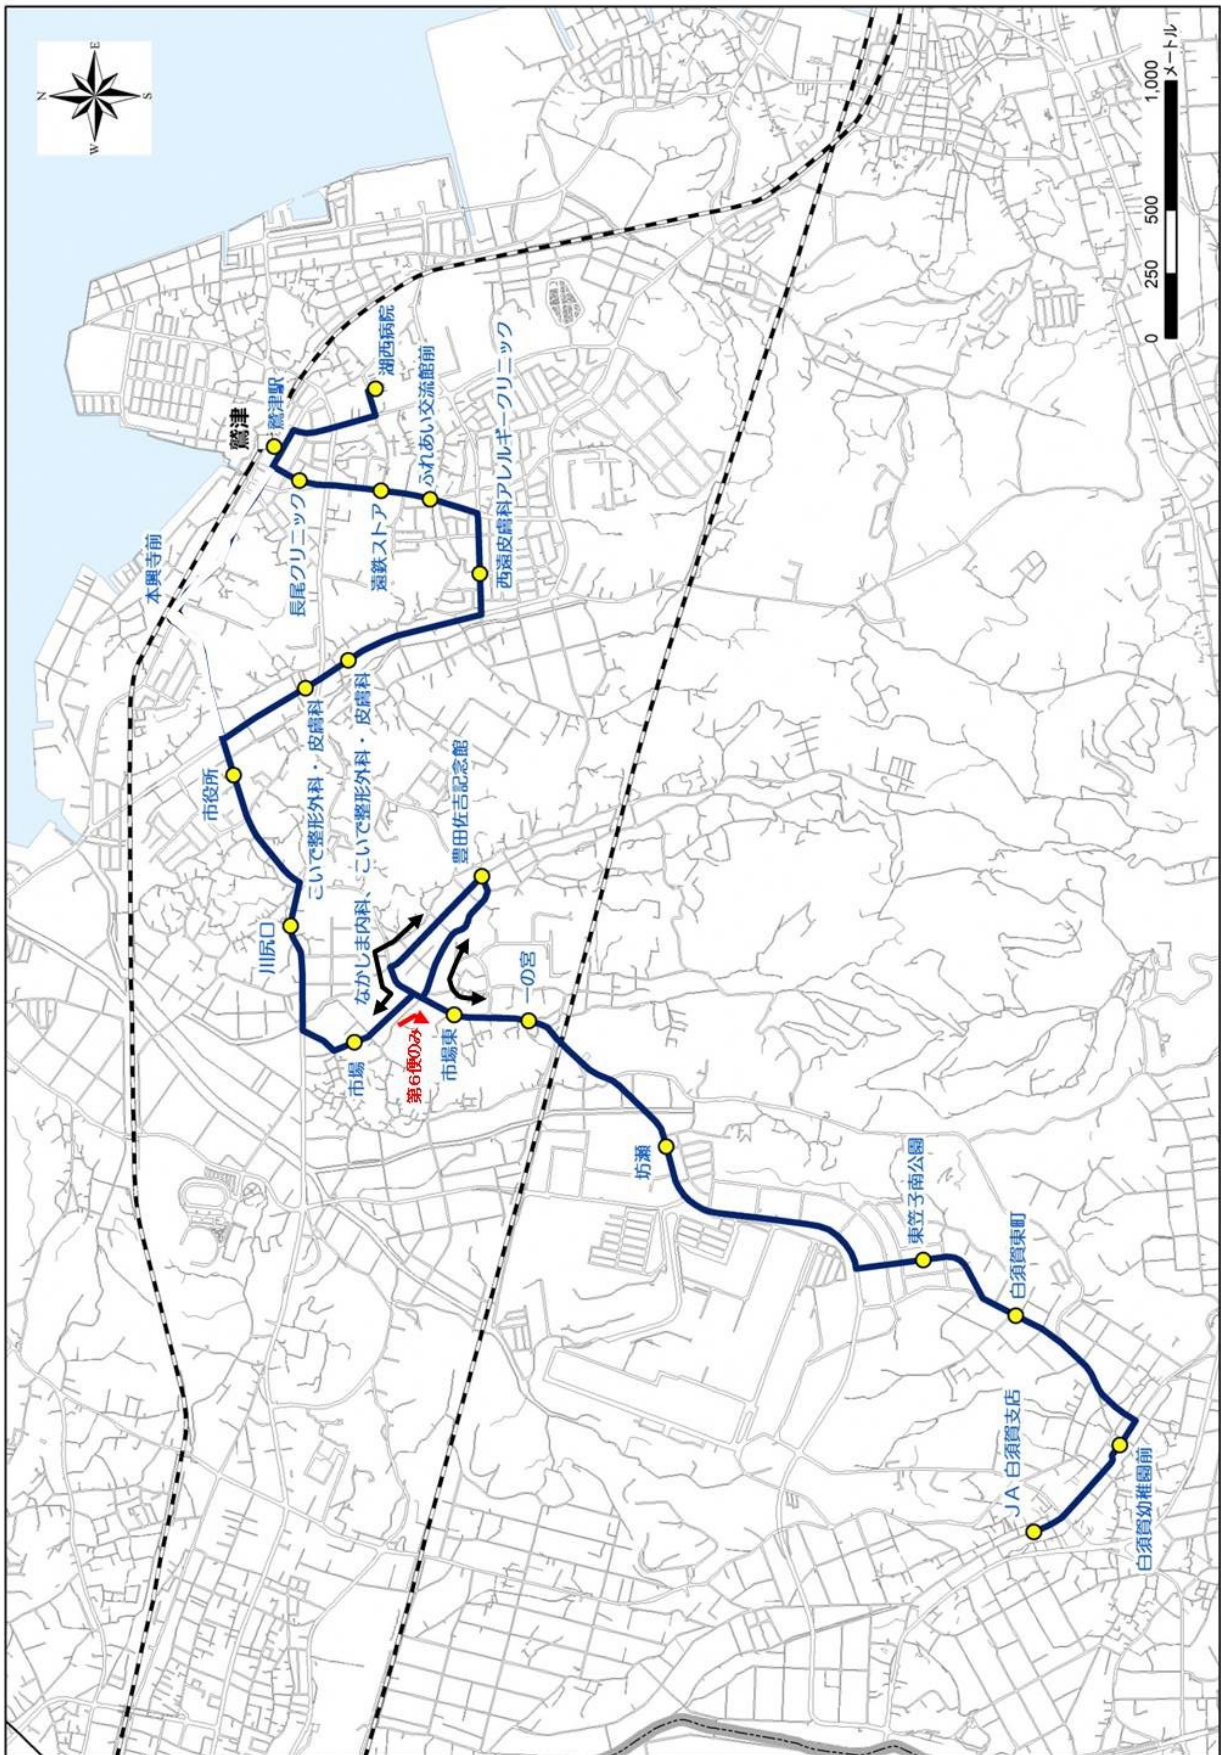 N
W
E
S
鷲津
鷲津駅
湖西病院
長尾クリニック
遠鉄ストア
ふれあい交流館前
西遠皮膚科アレルギークリニック
本興寺前
こいで整形外科・皮膚科
なかしま内科、こいで整形外科・皮膚科
市役所
川尻口
豊田佐吉記念館
市場
第6便のみ
市場東
一の宮
坊瀬
東笠子南公園
白須賀東町
白須賀幼稚園前
JA白須賀支店
0 250 500 1,000
メートル